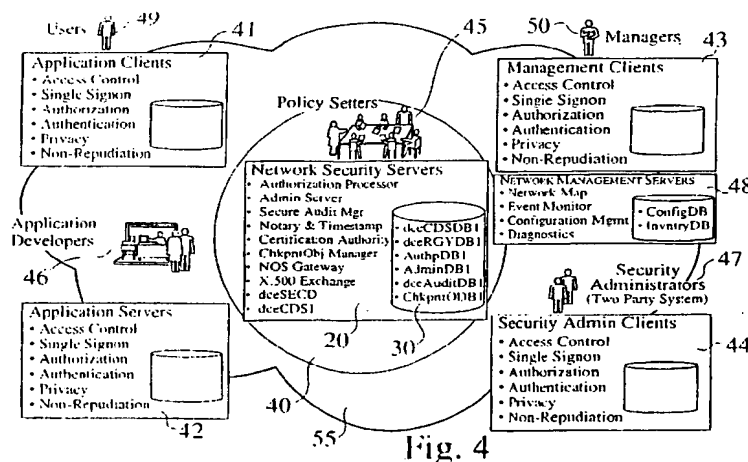 Users
49
41
Application Clients
• Access Control
• Single Signon
• Authorization
• Authentication
• Privacy
• Non-Repudiation
45
Policy Setters
50
Managers
43
Management Clients
• Access Control
• Single Signon
• Authorization
• Authentication
• Privacy
• Non-Repudiation
NETWORK MANAGEMENT SERVERS
• Network Map
• Event Monitor
• Configuration Mgmt
• Diagnostics
• ConfigDB
• InvntryDB
48
Network Security Servers
• Authorization Processor
• Admin Server
• Secure Audit Mgr
• Notary & Timestamp
• Certification Authority
• ChkpntObj Manager
• NOS Gateway
• X.500 Exchange
• dceSECD
• dceCDS1
• dceCDSDB1
• dceRGYDB1
• AuthpDB1
• AdminDB1
• dceAuditDB1
• ChkpntODB1
20
30
Application
Developers
46
Security
Administrators
(Two Party System)
47
Application Servers
• Access Control
• Single Signon
• Authorization
• Authentication
• Privacy
• Non-Repudiation
42
40
55
Security Admin Clients
• Access Control
• Single Signon
• Authorization
• Authentication
• Privacy
• Non-Repudiation
44
Fig. 4